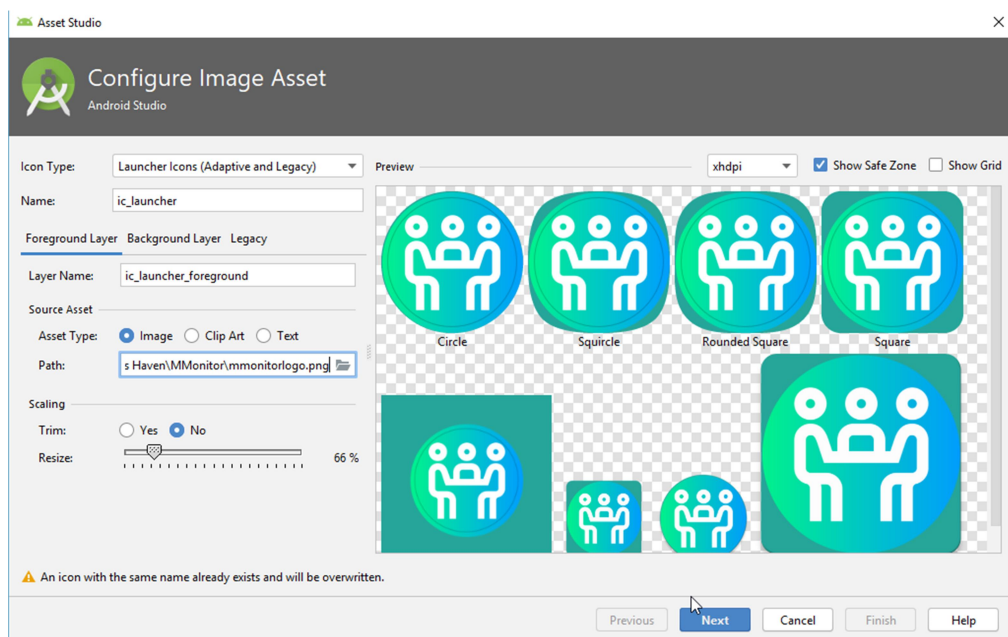 Asset Studio
Configure Image Asset
Android Studio
Icon Type: Launcher Icons (Adaptive and Legacy)
Preview xhdpi Show Safe Zone Show Grid
Name: ic_launcher
Foreground Layer Background Layer Legacy
Layer Name: ic_launcher_foreground
Source Asset
Asset Type: Image Clip Art Text
Path: s Haven\MMonitor\mmonitorlogo.png
Circle Squircle Rounded Square Square
Scaling
Trim: Yes No
Resize: 66 %
An icon with the same name already exists and will be overwritten.
Previous Next Cancel Finish Help